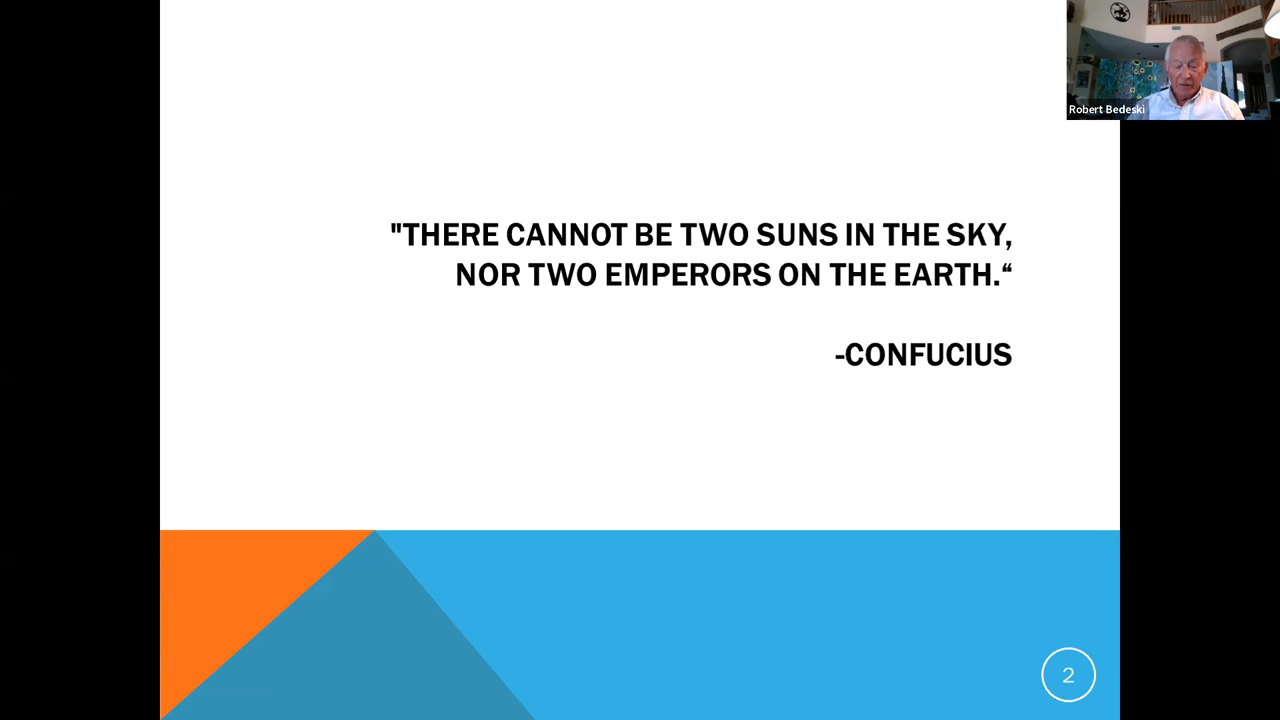 Robert Bedeski
"THERE CANNOT BE TWO SUNS IN THE SKY,
NOR TWO EMPERORS ON THE EARTH.“
-CONFUCIUS
2